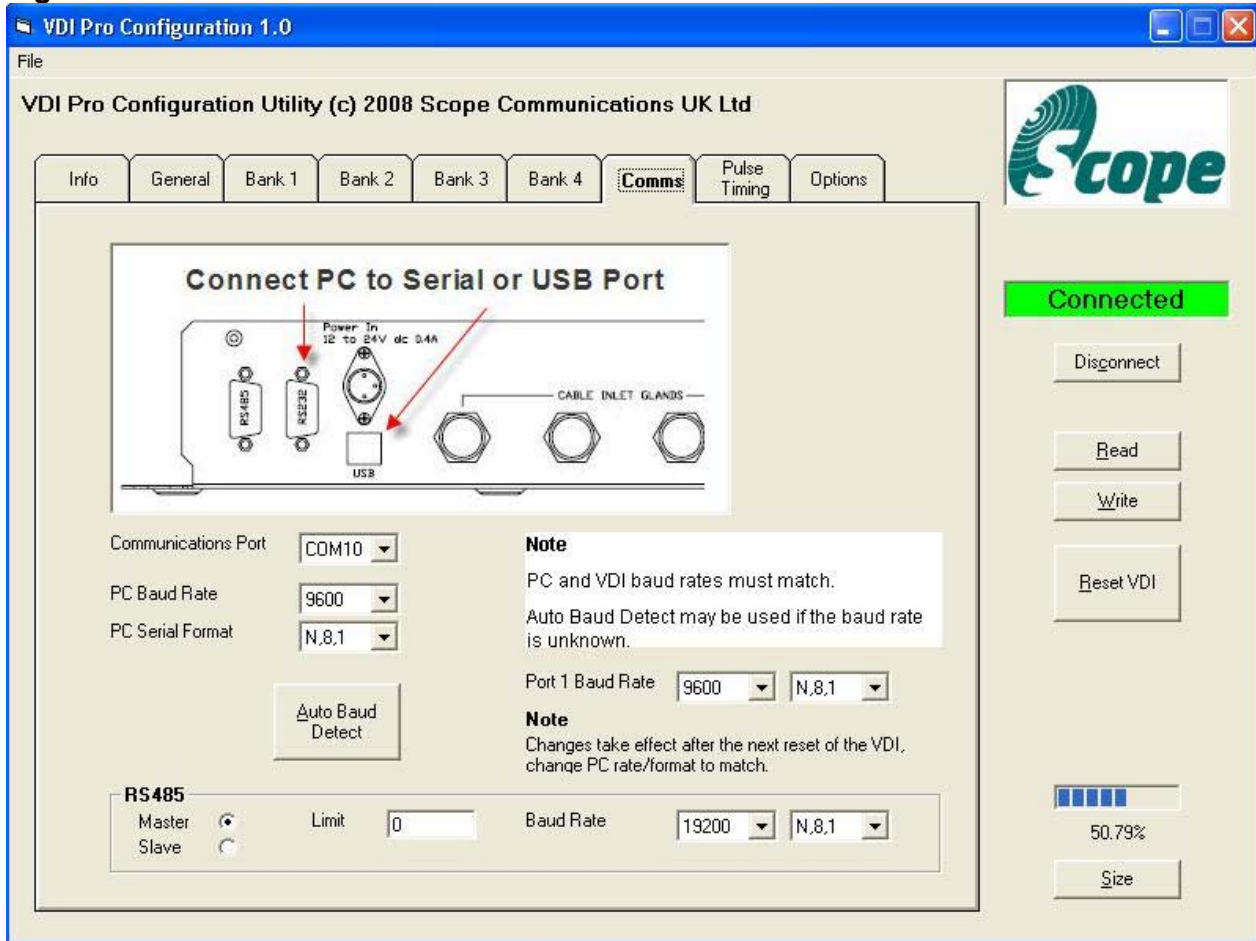 VDI Pro Configuration 1.0
File
VDI Pro Configuration Utility (c) 2008 Scope Communications UK Ltd
Info
General
Bank 1
Bank 2
Bank 3
Bank 4
Comms
Pulse
Timing
Options
Scope
Connect PC to Serial or USB Port
Power In
12 to 24V dc 0.4A
RS485
RS232
USB
CABLE INLET GLANDS
Connected
Disconnect
Read
Write
Reset VDI
Communications Port
COM10
PC Baud Rate
9600
PC Serial Format
N,8,1
Auto Baud
Detect
Note
PC and VDI baud rates must match.
Auto Baud Detect may be used if the baud rate
is unknown.
Port 1 Baud Rate
9600
N,8,1
Note
Changes take effect after the next reset of the VDI,
change PC rate/format to match.
RS485
Master
Slave
Limit
0
Baud Rate
19200
N,8,1
50.79%
Size